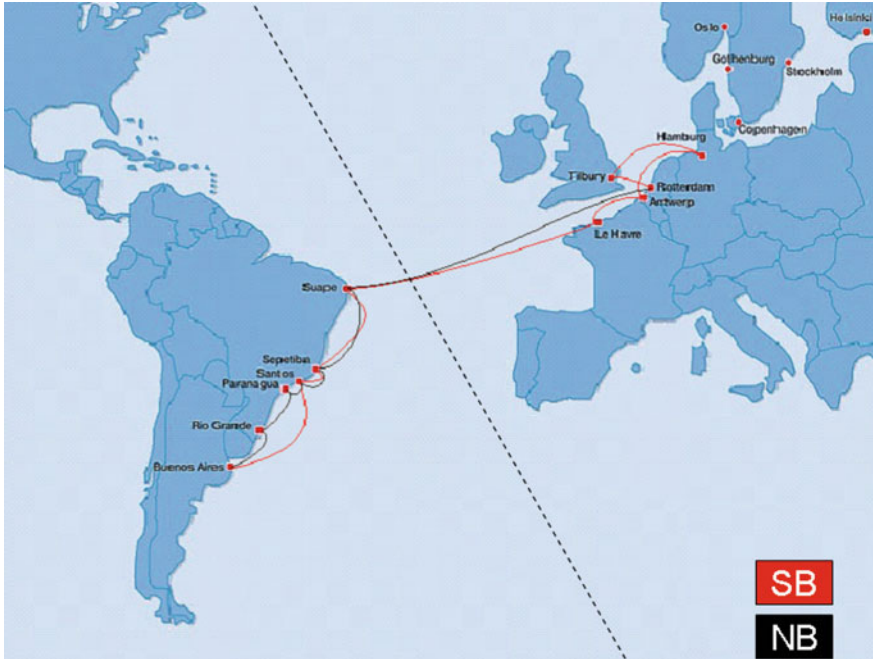 Helsinki
Oslo
Gothenburg
Stockholm
Copenhagen
Hamburg
Tilbury
Rotterdam
Antwerp
Le Havre
Suape
Sepetiba
Santos
Paranagua
Rio Grande
Buenos Aires
SB
NB